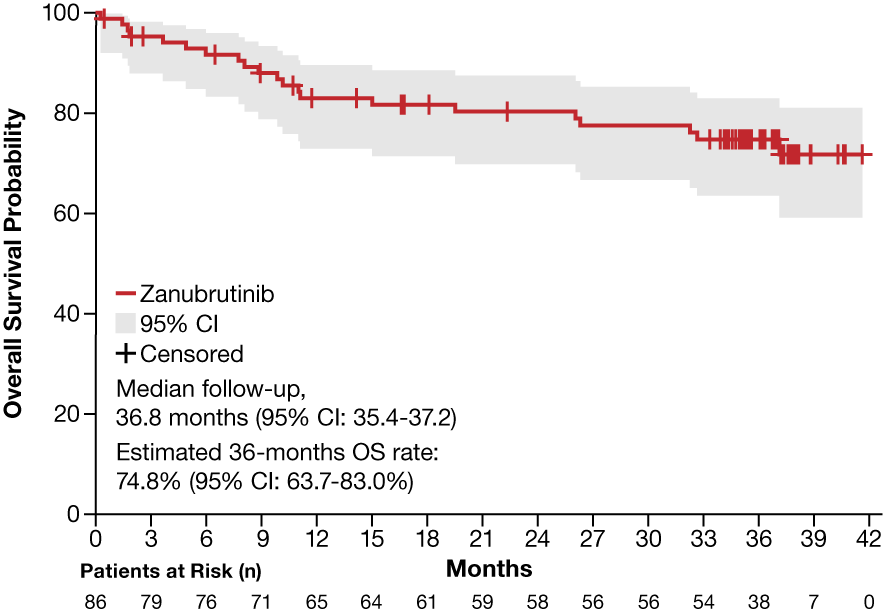 Overall Survival Probability
100
80
60
40
20
0
Zanubrutinib
95% CI
Censored
Median follow-up,
36.8 months (95% CI: 35.4-37.2)
Estimated 36-months OS rate:
74.8% (95% CI: 63.7-83.0%)
0 3 6 9 12 15 18 21 24 27 30 33 36 39 42
Months
Patients at Risk (n)
86 79 76 71 65 64 61 59 58 56 56 54 38 7 0